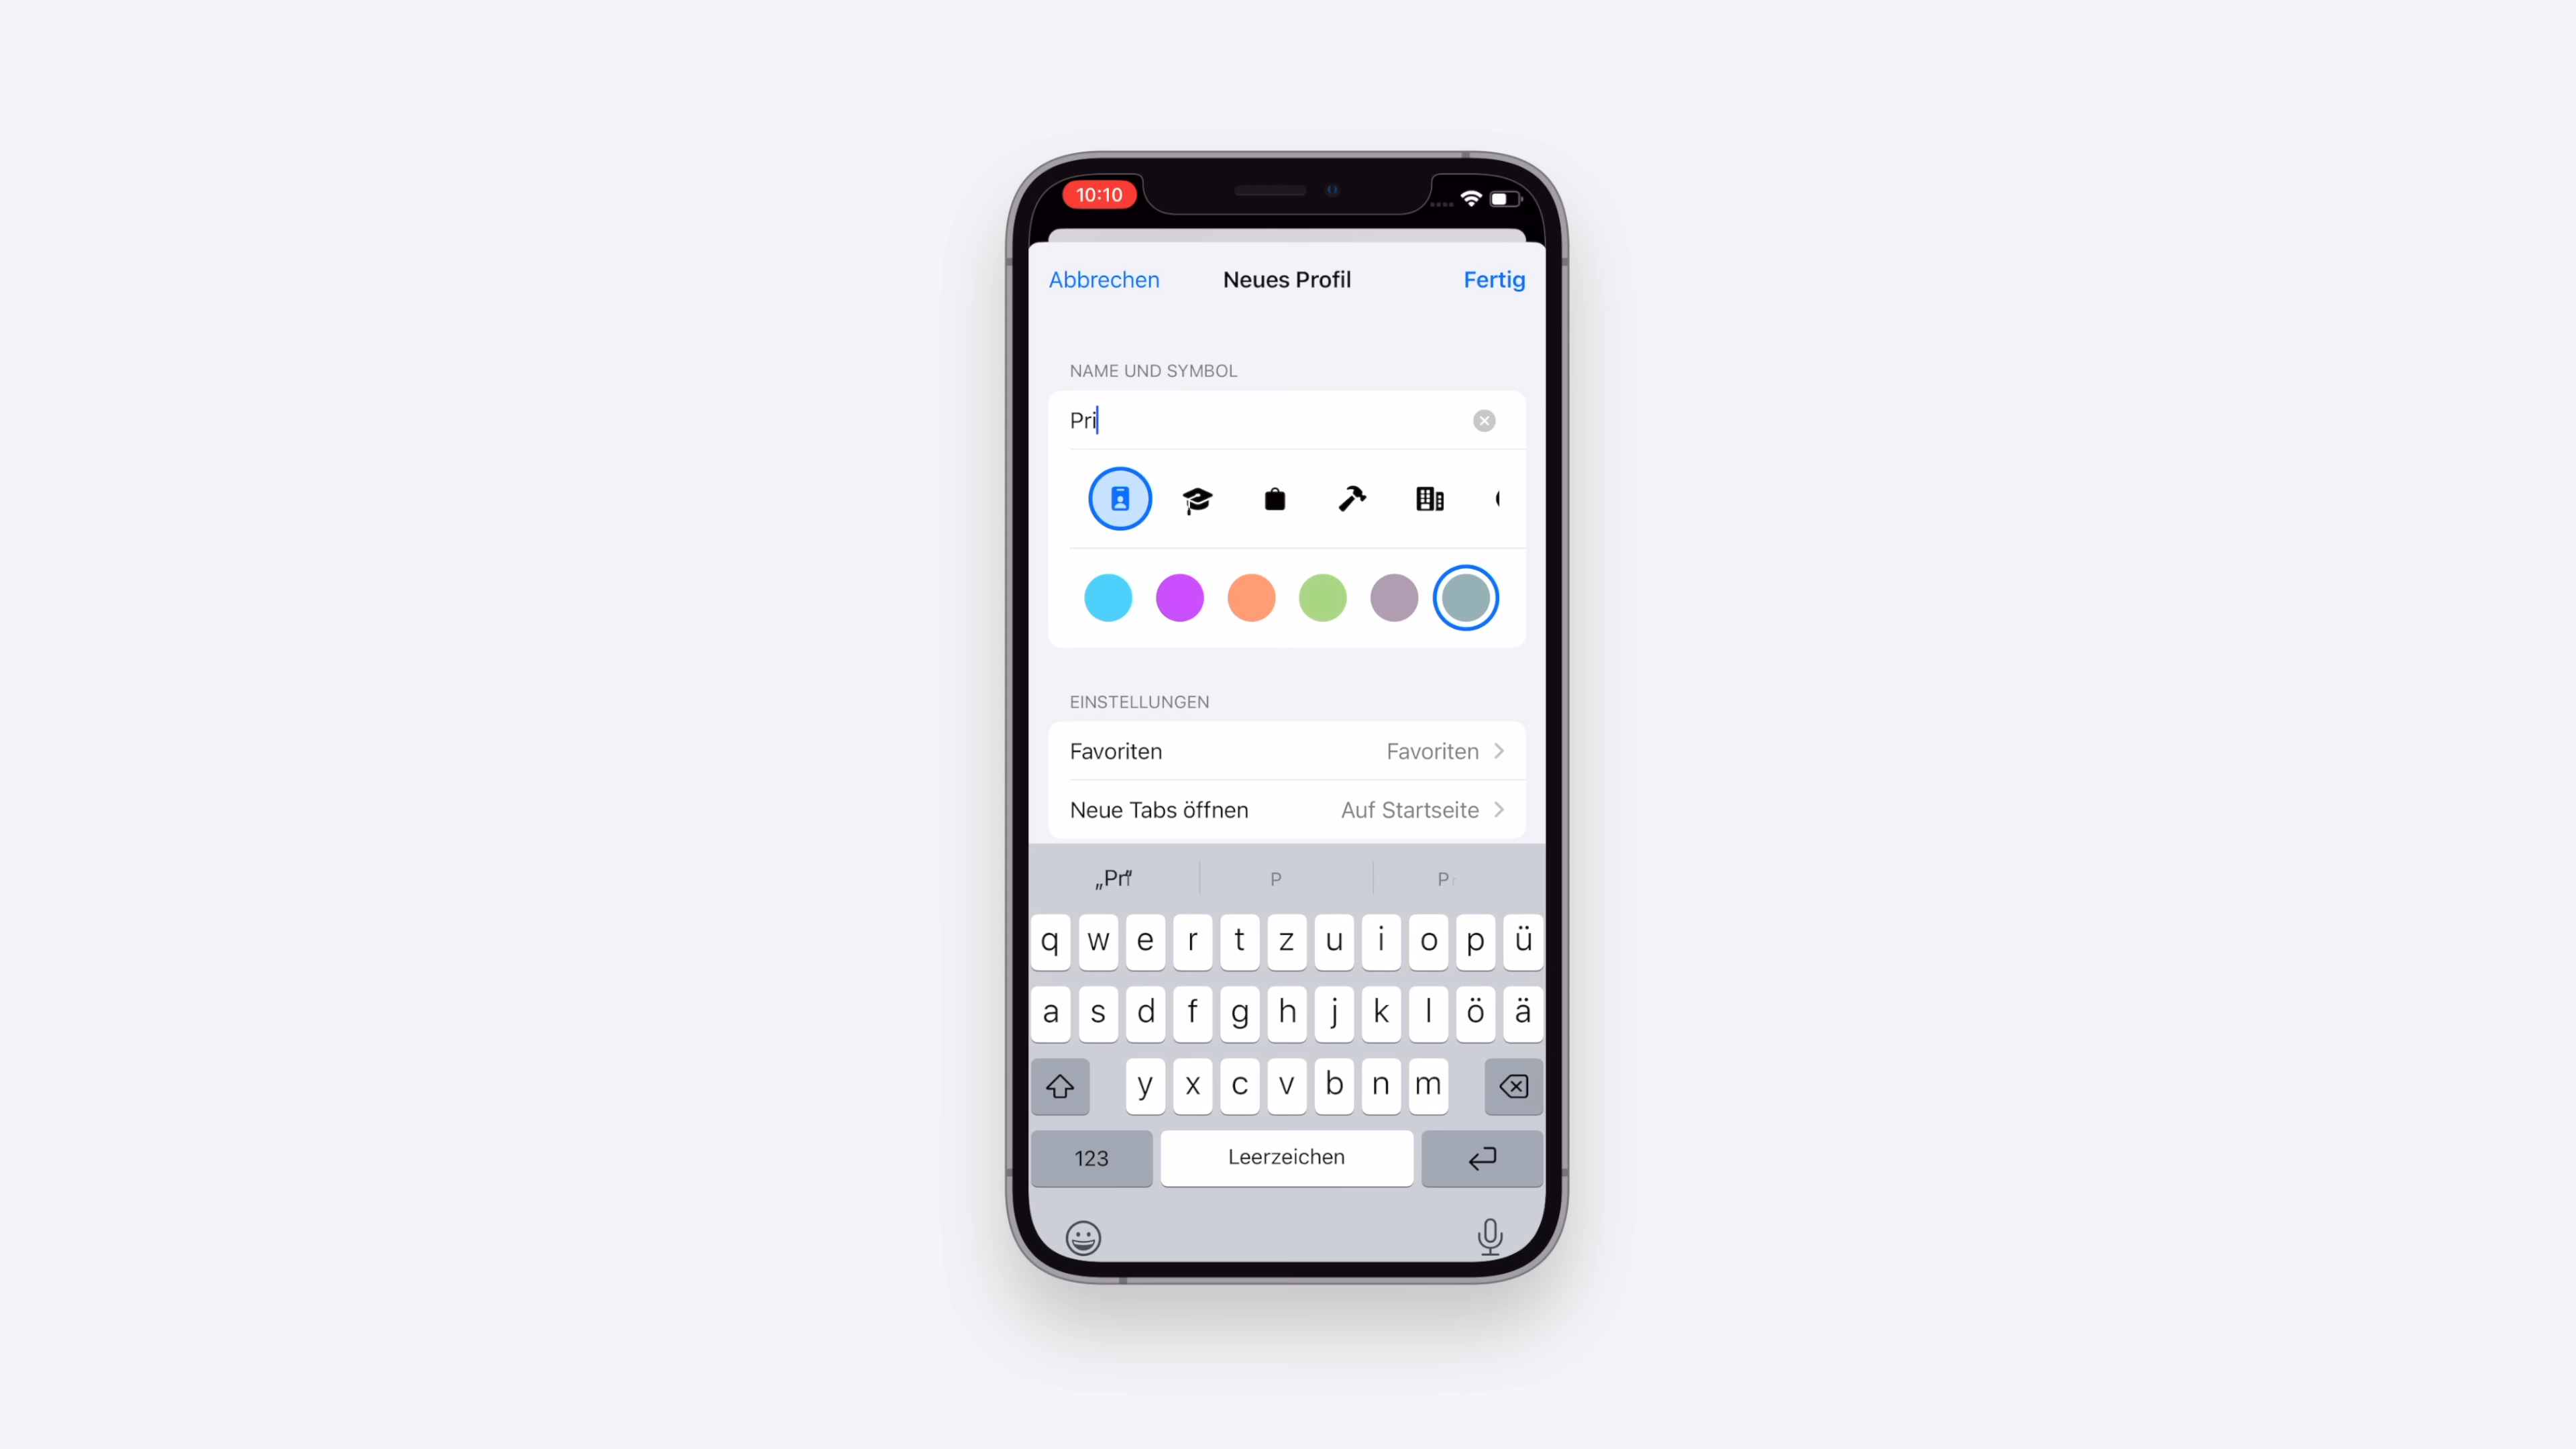 10:10
Abbrechen Neues Profil Fertig
NAME UND SYMBOL
Pri
EINSTELLUNGEN
Favoriten Favoriten
Neue Tabs öffnen Auf Startseite
P
q w e r t z u i o p ü
a s d f g h j k l ö ä
y x c v b n m
123 Leerzeichen